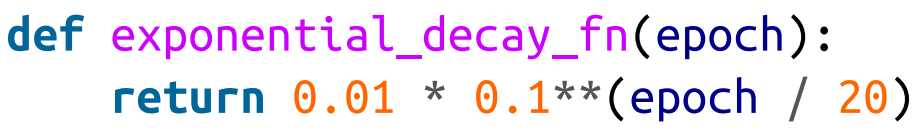 def exponential_decay_fn(epoch):
    return 0.01 * 0.1**(epoch / 20)